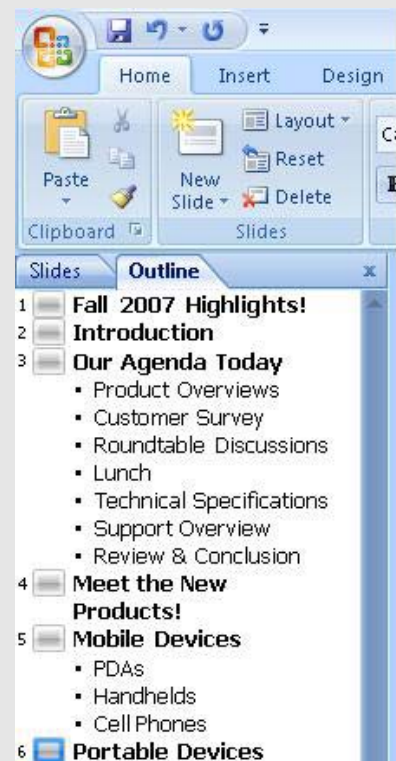 Home Insert Design
Layout
Reset
Paste New Slide Delete
Clipboard Slides
Slides Outline x
1 Fall 2007 Highlights!
2 Introduction
3 Our Agenda Today
▪ Product Overviews
▪ Customer Survey
▪ Roundtable Discussions
▪ Lunch
▪ Technical Specifications
▪ Support Overview
▪ Review & Conclusion
4 Meet the New
Products!
5 Mobile Devices
▪ PDAs
▪ Handhelds
▪ Cell Phones
6 Portable Devices